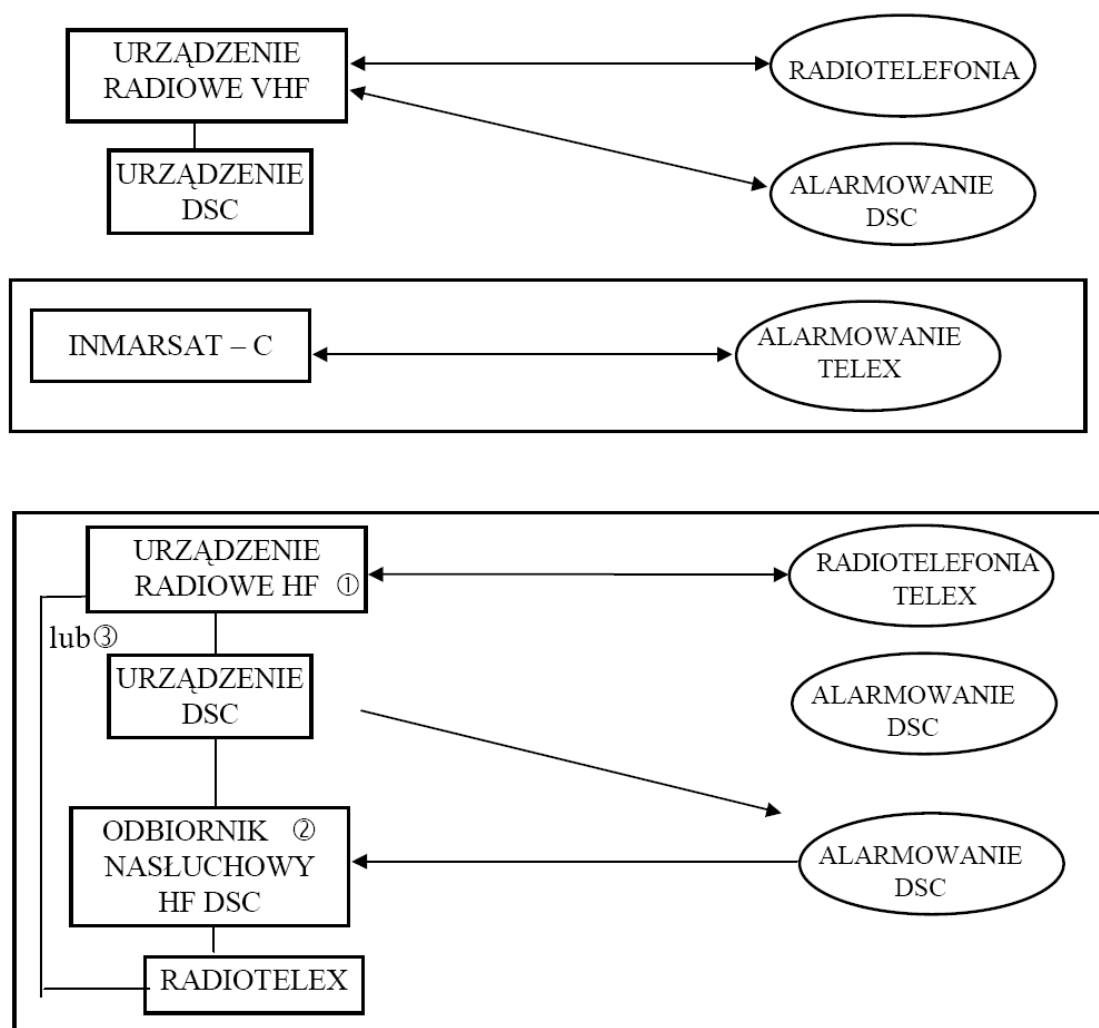 URZĄDZENIE
RADIOWE VHF
RADIOTELEFONIA
URZĄDZENIE
DSC
ALARMOWANIE
DSC
INMARSAT – C
ALARMOWANIE
TELEX
URZĄDZENIE
RADIOWE HF ①
RADIOTELEFONIA
TELEX
lub③
URZĄDZENIE
DSC
ALARMOWANIE
DSC
ODBIORNIK ②
NASŁUCHOWY
HF DSC
ALARMOWANIE
DSC
RADIOTELEX